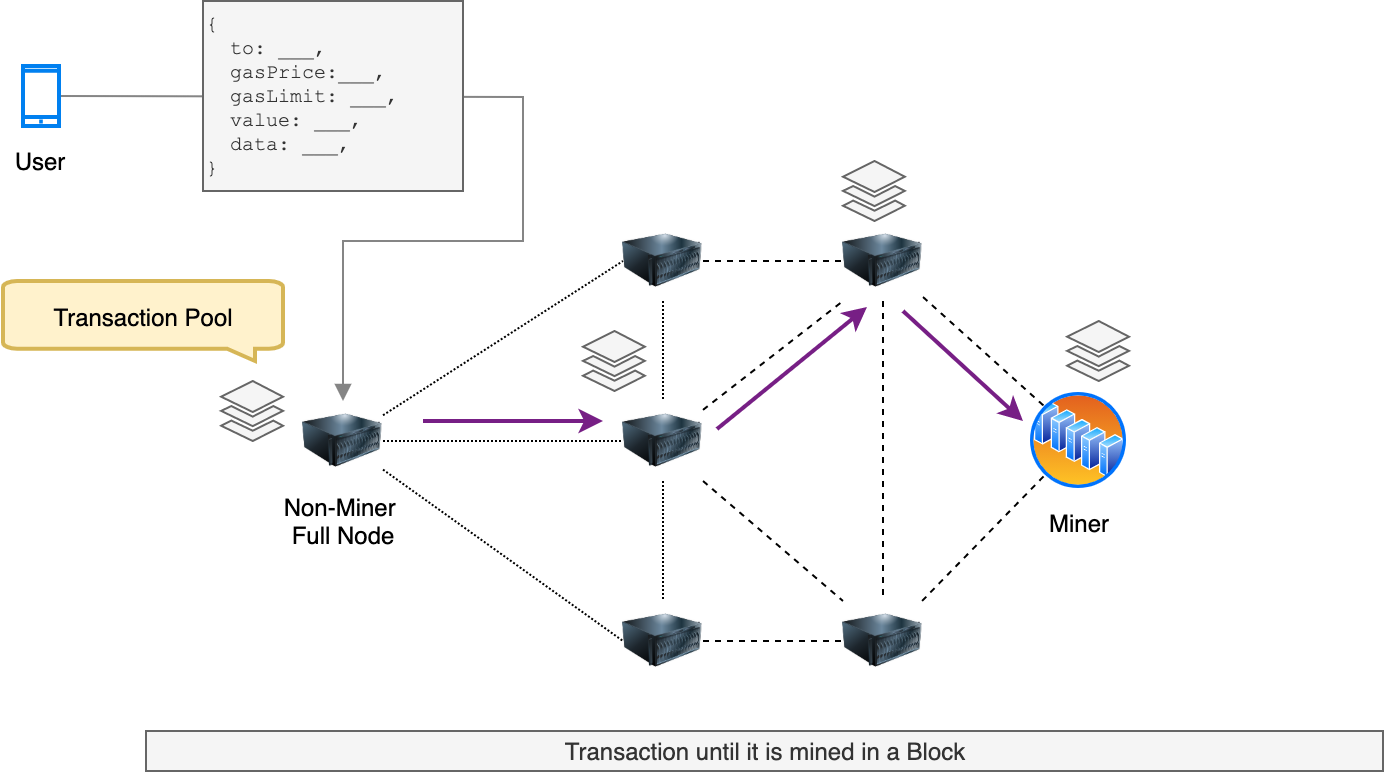 {
to: ___,
gasPrice:___,
gasLimit: ___,
value: ___,
data: ___,
}
User
Transaction Pool
Non-Miner
Full Node
Miner
Transaction until it is mined in a Block